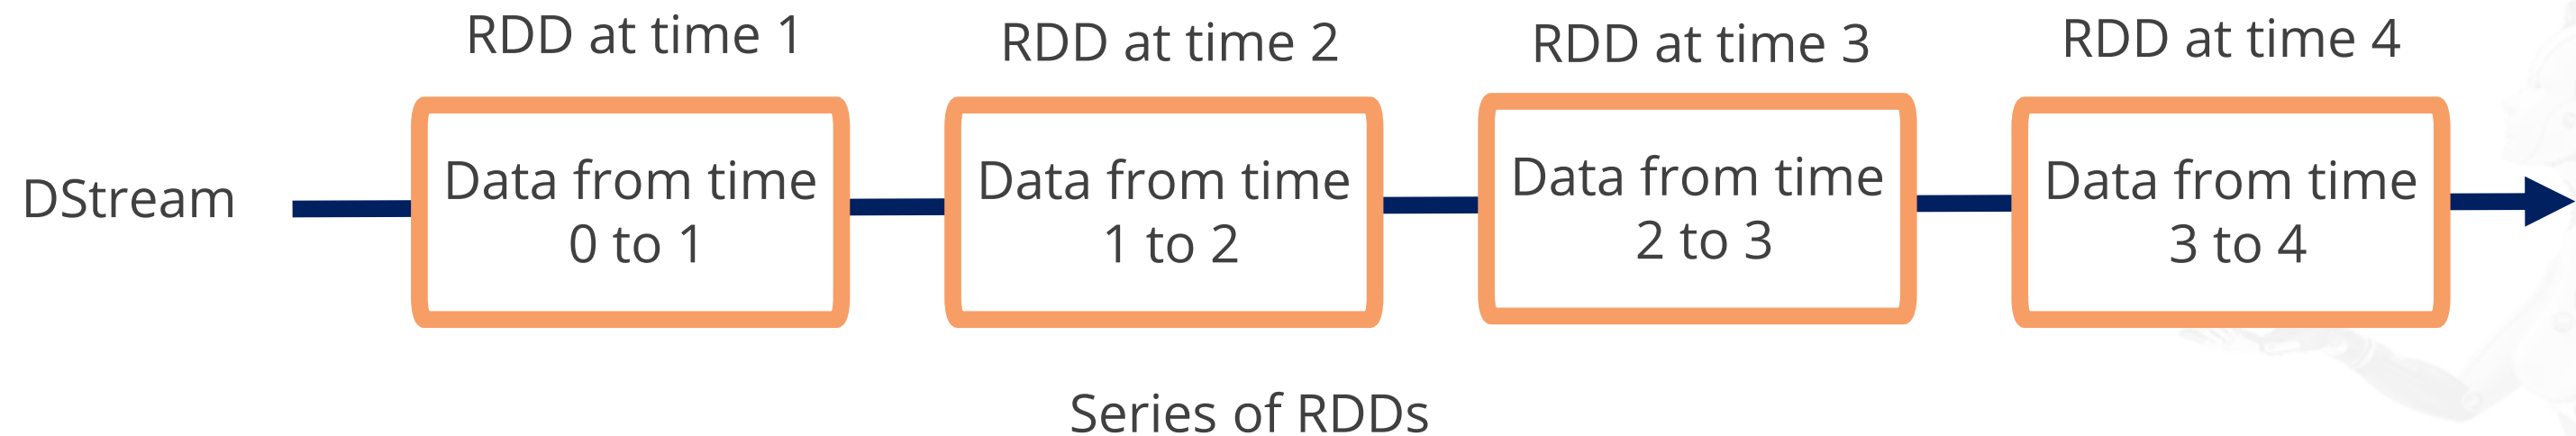 RDD at time 1
RDD at time 2
RDD at time 3
RDD at time 4
DStream
Data from time
0 to 1
Data from time
1 to 2
Data from time
2 to 3
Data from time
3 to 4
Series of RDDs